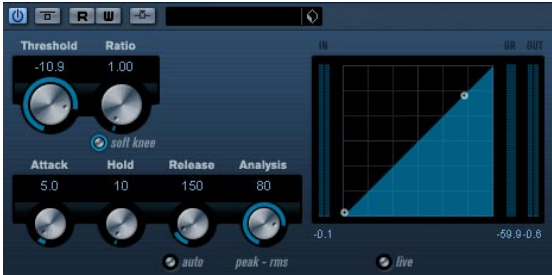 R W
IN GR OUT
Threshold Ratio
-10.9 1.00
soft knee
Attack Hold Release Analysis
5.0 10 150 80
-0.1 -59.9 -0.6
auto peak - rms live